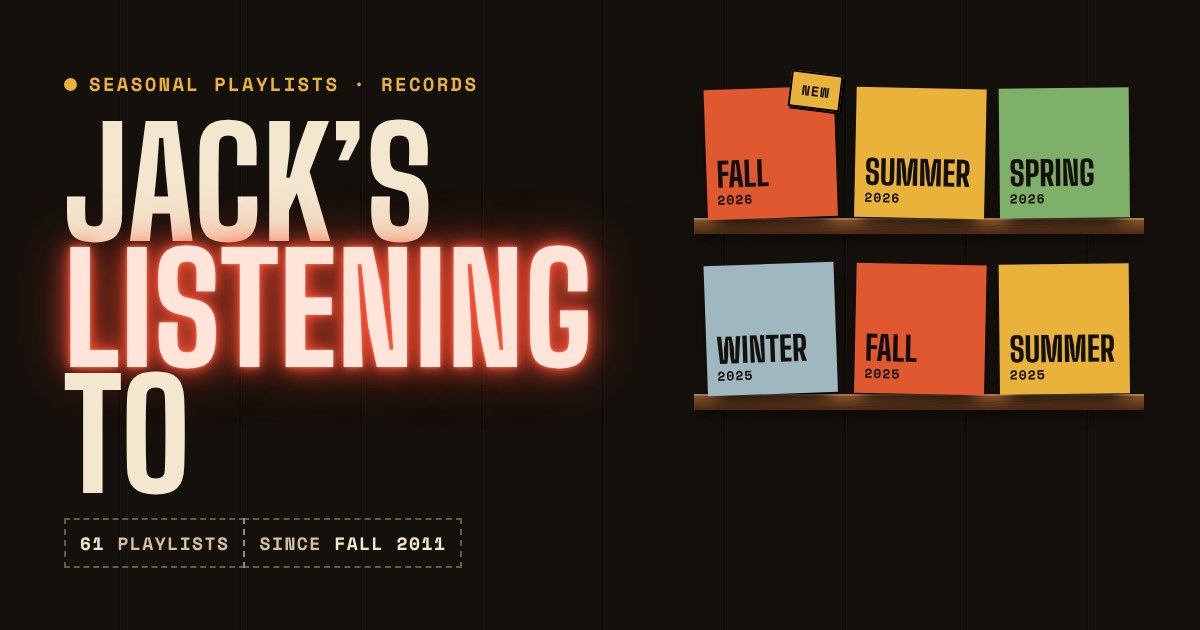 SEASONAL PLAYLISTS · RECORDS
JACK’S
LISTENING
TO
61 PLAYLISTS
SINCE FALL 2011
NEW
FALL
2026
SUMMER
2026
SPRING
2026
WINTER
2025
FALL
2025
SUMMER
2025